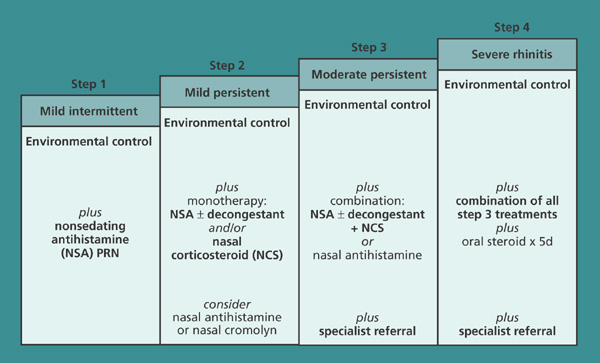 Step 1
Mild intermittent
Environmental control
plus
nonsedating
antihistamine
(NSA) PRN
Step 2
Mild persistent
Environmental control
plus
monotherapy:
NSA ± decongestant
and/or
nasal
corticosteroid (NCS)
consider
nasal antihistamine
or nasal cromolyn
Step 3
Moderate persistent
Environmental control
plus
combination:
NSA ± decongestant
+ NCS
or
nasal antihistamine
plus
specialist referral
Step 4
Severe rhinitis
Environmental control
plus
combination of all
step 3 treatments
plus
oral steroid x 5d
plus
specialist referral